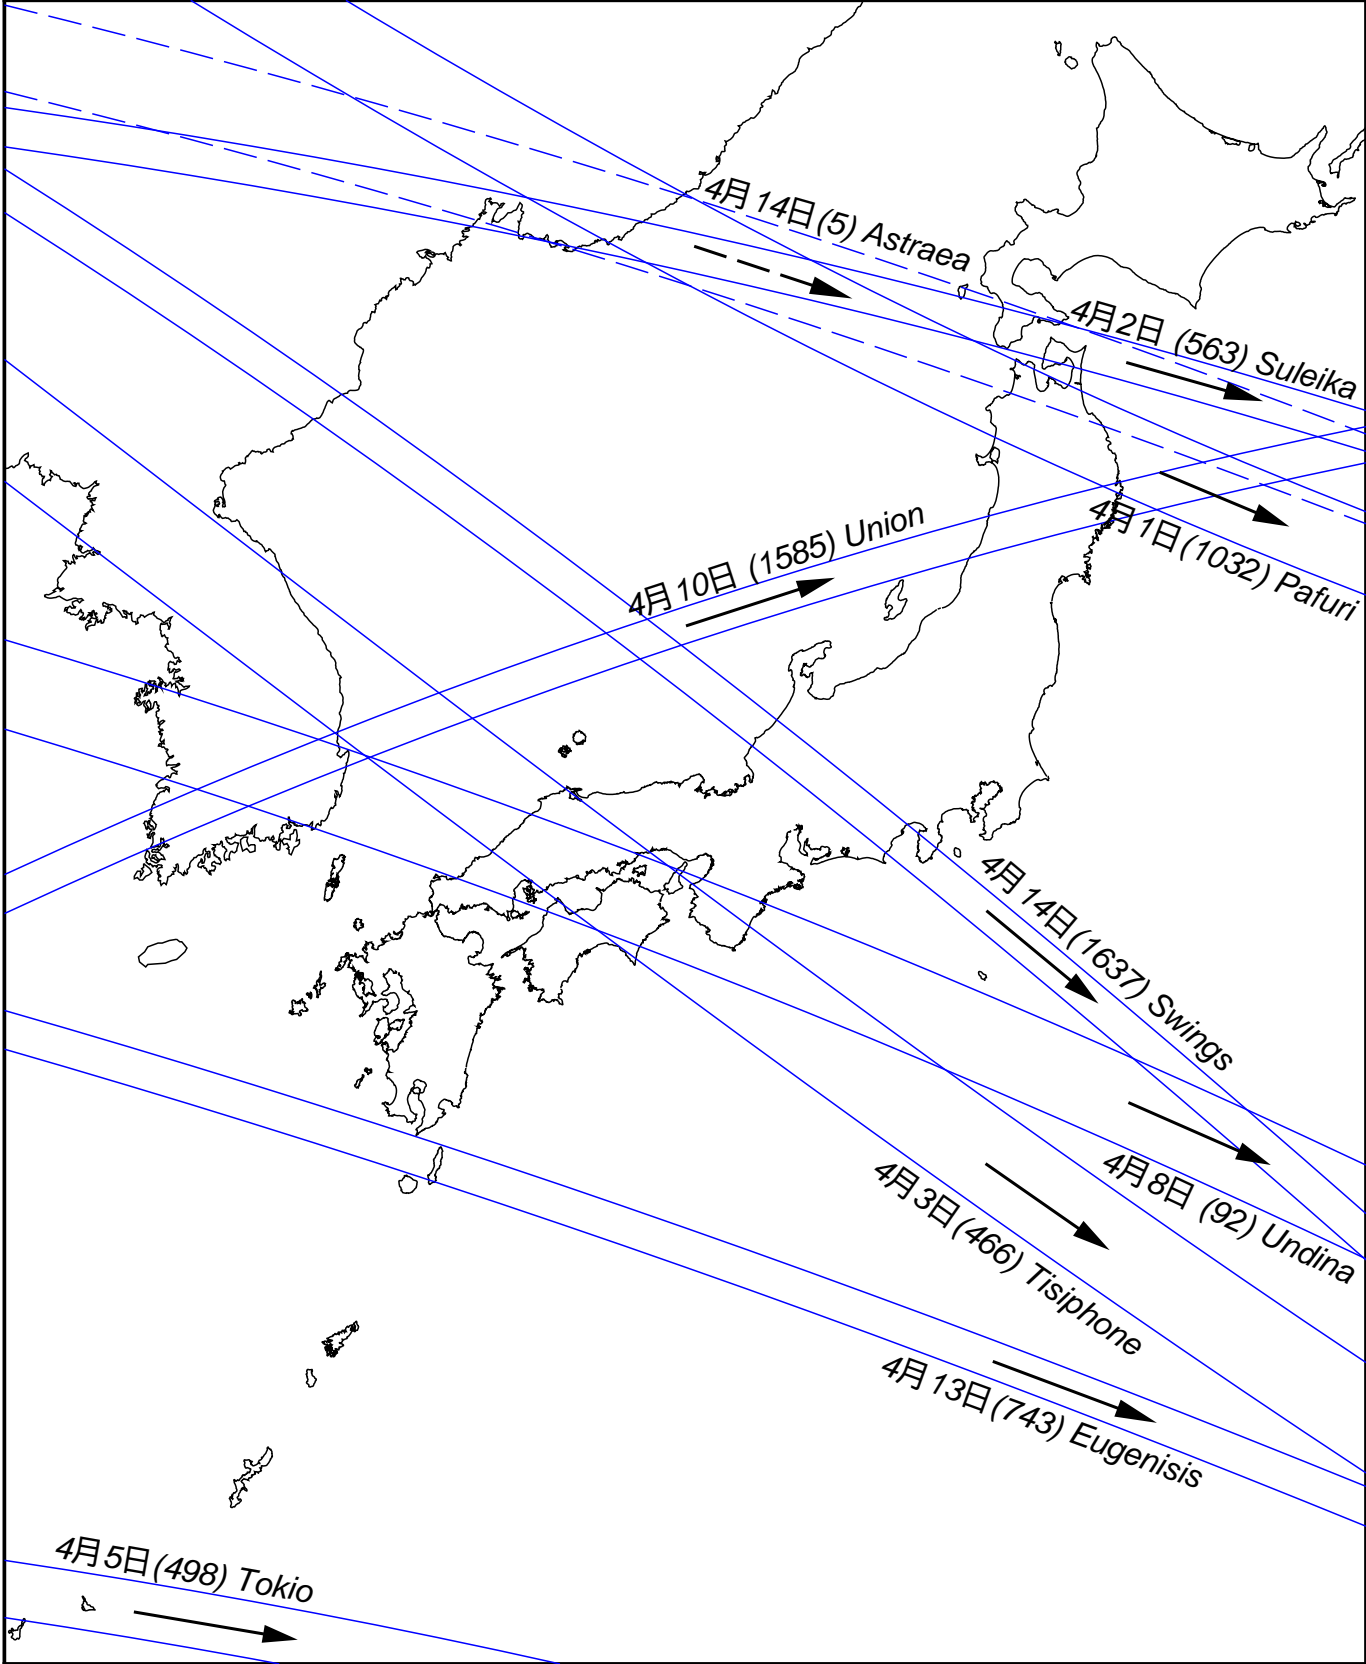 4月14日(5) Astraea
4月2日 (563) Suleika
4月1日(1032) Pafuri
4月10日 (1585) Union
4月14日(1637) Swings
4月8日 (92) Undina
4月3日(466) Tisiphone
4月13日(743) Eugenisis
4月5日(498) Tokio